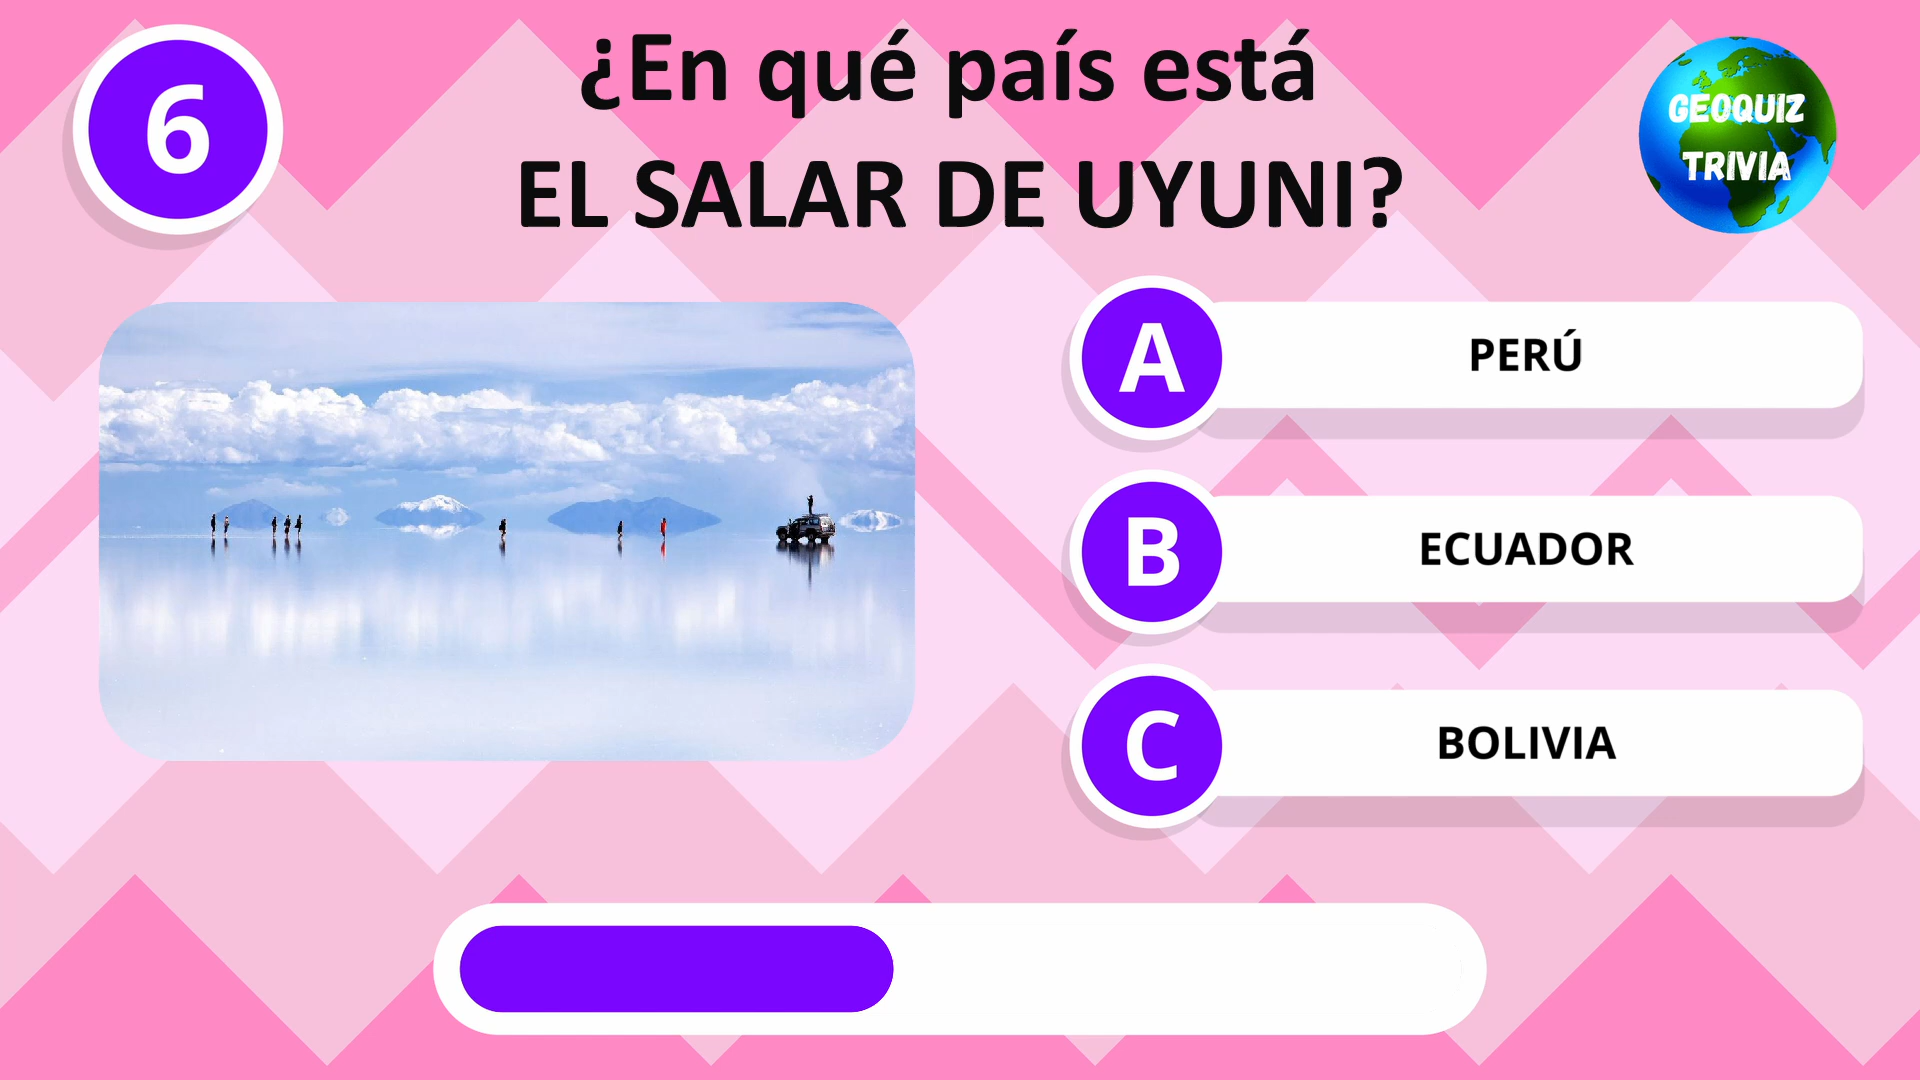 6
¿En qué país está
EL SALAR DE UYUNI?
GEOQUIZ
TRIVIA
A
PERÚ
B
ECUADOR
C
BOLIVIA